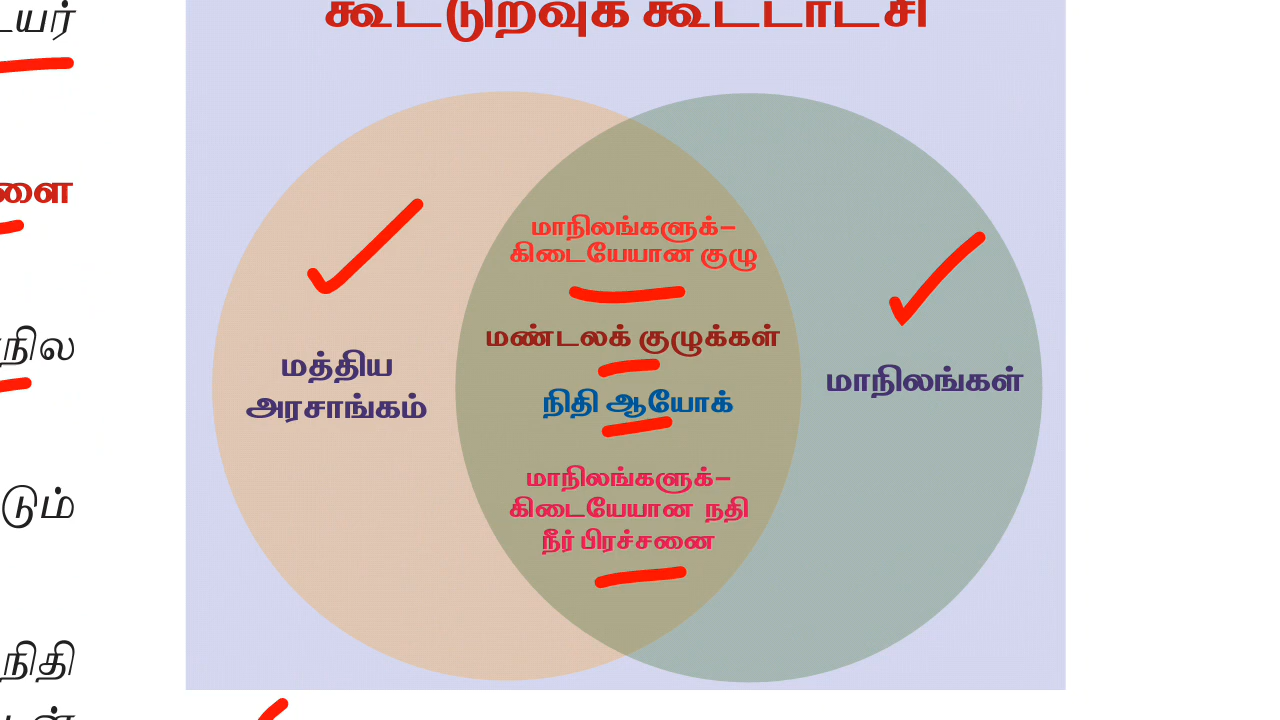 கூட்டுறவுக் கூட்டாட்சி
மாநிலங்களுக்-
கிடையேயான குழு
மண்டலக் குழுக்கள்
மத்திய
அரசாங்கம்
மாநிலங்கள்
நிதி ஆயோக்
மாநிலங்களுக்-
கிடையேயான நதி
நீர் பிரச்சனை
டும்
நிதி